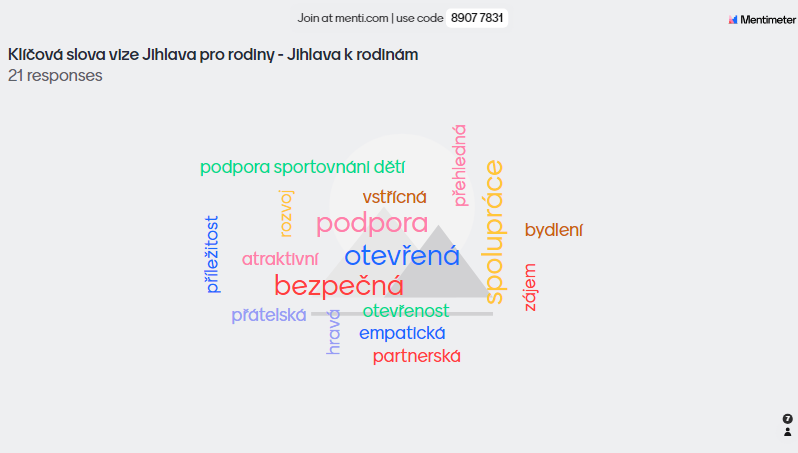 Join at menti.com | use code 8907 7831
Mentimeter
Klíčová slova vize Jihlava pro rodiny - Jihlava k rodinám
21 responses
přehledná
podpora sportovnání dětí
spolupráce
rozvoj
vstřícná
podpora
příležitost
bydlení
atraktivní
otevřená
bezpečná
zájem
přátelská
hravá
otevřenost
empatická
partnerská
7